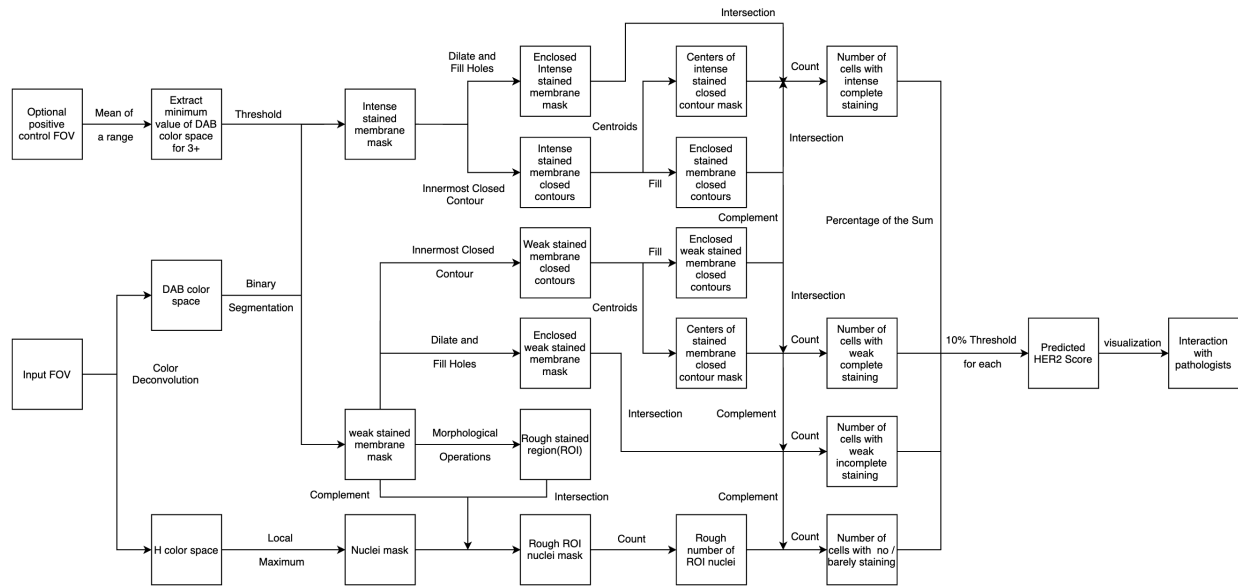 Intersection
Dilate and
Fill Holes
Enclosed
Intense
stained
membrane
mask
Centers of
intense
stained
closed
contour mask
Count
Number of
cells with
intense
complete
staining
Optional
positive
control FOV
Mean of
a range
Extract
minimum
value of DAB
color space
for 3+
Threshold
Intense
stained
membrane
mask
Centroids
Intersection
Innermost Closed
Contour
Intense
stained
membrane
closed
contours
Fill
Enclosed
stained
membrane
closed
contours
Complement
Percentage of the Sum
Innermost Closed
Contour
Weak stained
membrane
closed
contours
Fill
Enclosed
weak stained
membrane
closed
contours
DAB color
space
Binary
Segmentation
Intersection
Centroids
Input FOV
Color
Deconvolution
Dilate and
Fill Holes
Enclosed
weak stained
membrane
mask
Centers of
stained
membrane
closed
contour mask
Count
Number of
cells with
weak
complete
staining
10% Threshold
for each
Predicted
HER2 Score
visualization
Interaction
with
pathologists
Intersection
Complement
weak stained
membrane
mask
Morphological
Operations
Rough stained
region(ROI)
Count
Number of
cells with
weak
incomplete
staining
Complement
Intersection
Complement
H color space
Local
Maximum
Nuclei mask
Rough ROI
nuclei mask
Count
Rough
number of
ROI nuclei
Count
Number of
cells with  no /
barely staining